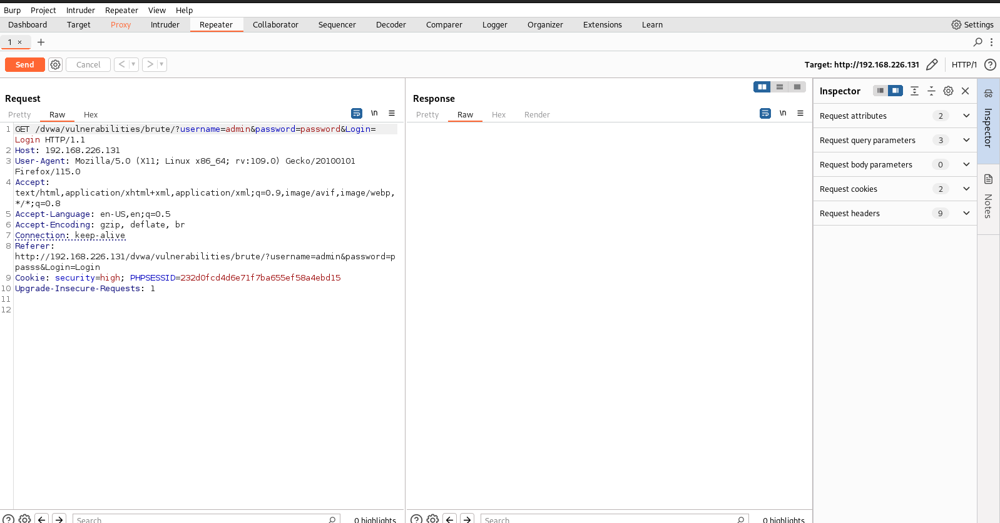 Burp Project Intruder Repeater View Help
Dashboard Target Proxy Intruder Repeater Collaborator Sequencer Decoder Comparer Logger Organizer Extensions Learn Settings
1 × +
Send Cancel < > Target: http://192.168.226.131 HTTP/1 ?
Request
Pretty Raw Hex \n
1 GET /dvwa/vulnerabilities/brute/?username=admin&password=password&Login=
Login HTTP/1.1
2 Host: 192.168.226.131
3 User-Agent: Mozilla/5.0 (X11; Linux x86_64; rv:109.0) Gecko/20100101
Firefox/115.0
4 Accept:
text/html,application/xhtml+xml,application/xml;q=0.9,image/avif,image/webp,
*/*;q=0.8
5 Accept-Language: en-US,en;q=0.5
6 Accept-Encoding: gzip, deflate, br
7 Connection: keep-alive
8 Referer:
http://192.168.226.131/dvwa/vulnerabilities/brute/?username=admin&password=p
passs&Login=Login
9 Cookie: security=high; PHPSESSID=232d0fcd4d6e71f7ba655ef58a4ebd15
10 Upgrade-Insecure-Requests: 1
11
12
? Search 0 highlights
Response
Pretty Raw Hex Render \n
? Search 0 highlights
Inspector
Request attributes 2
Request query parameters 3
Request body parameters 0
Request cookies 2
Request headers 9
Inspector
Notes